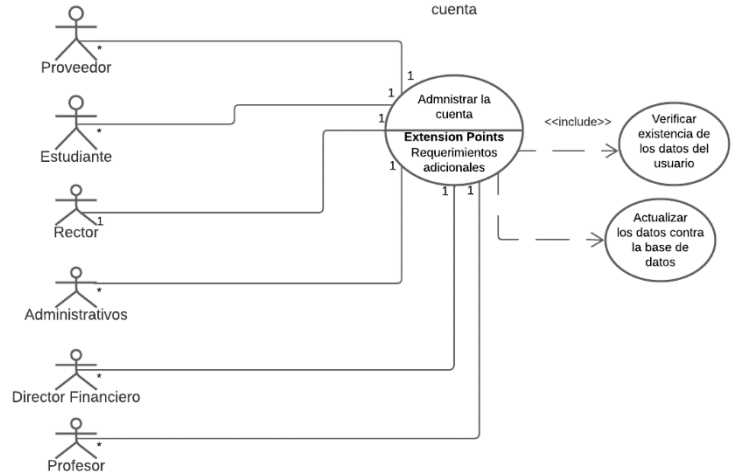 cuenta
*
Proveedor
1
1
Admnistrar la
cuenta
<<include>>
Verificar
existencia de
los datos del
usuario
*
Estudiante
1
Extension Points
Requerimientos
adicionales
1
Rector
1
1
1
Actualizar
los datos contra
la base de
datos
*
Administrativos
*
Director Financiero
*
Profesor